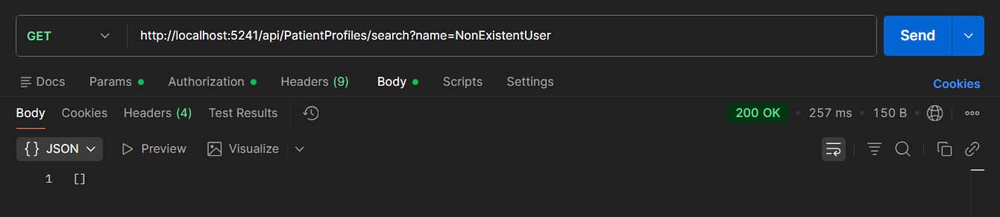 GET http://localhost:5241/api/PatientProfiles/search?name=NonExistentUser Send
Docs Params Authorization Headers (9) Body Scripts Settings Cookies
Body Cookies Headers (4) Test Results 200 OK • 257 ms • 150 B
{} JSON Preview Visualize
1 []